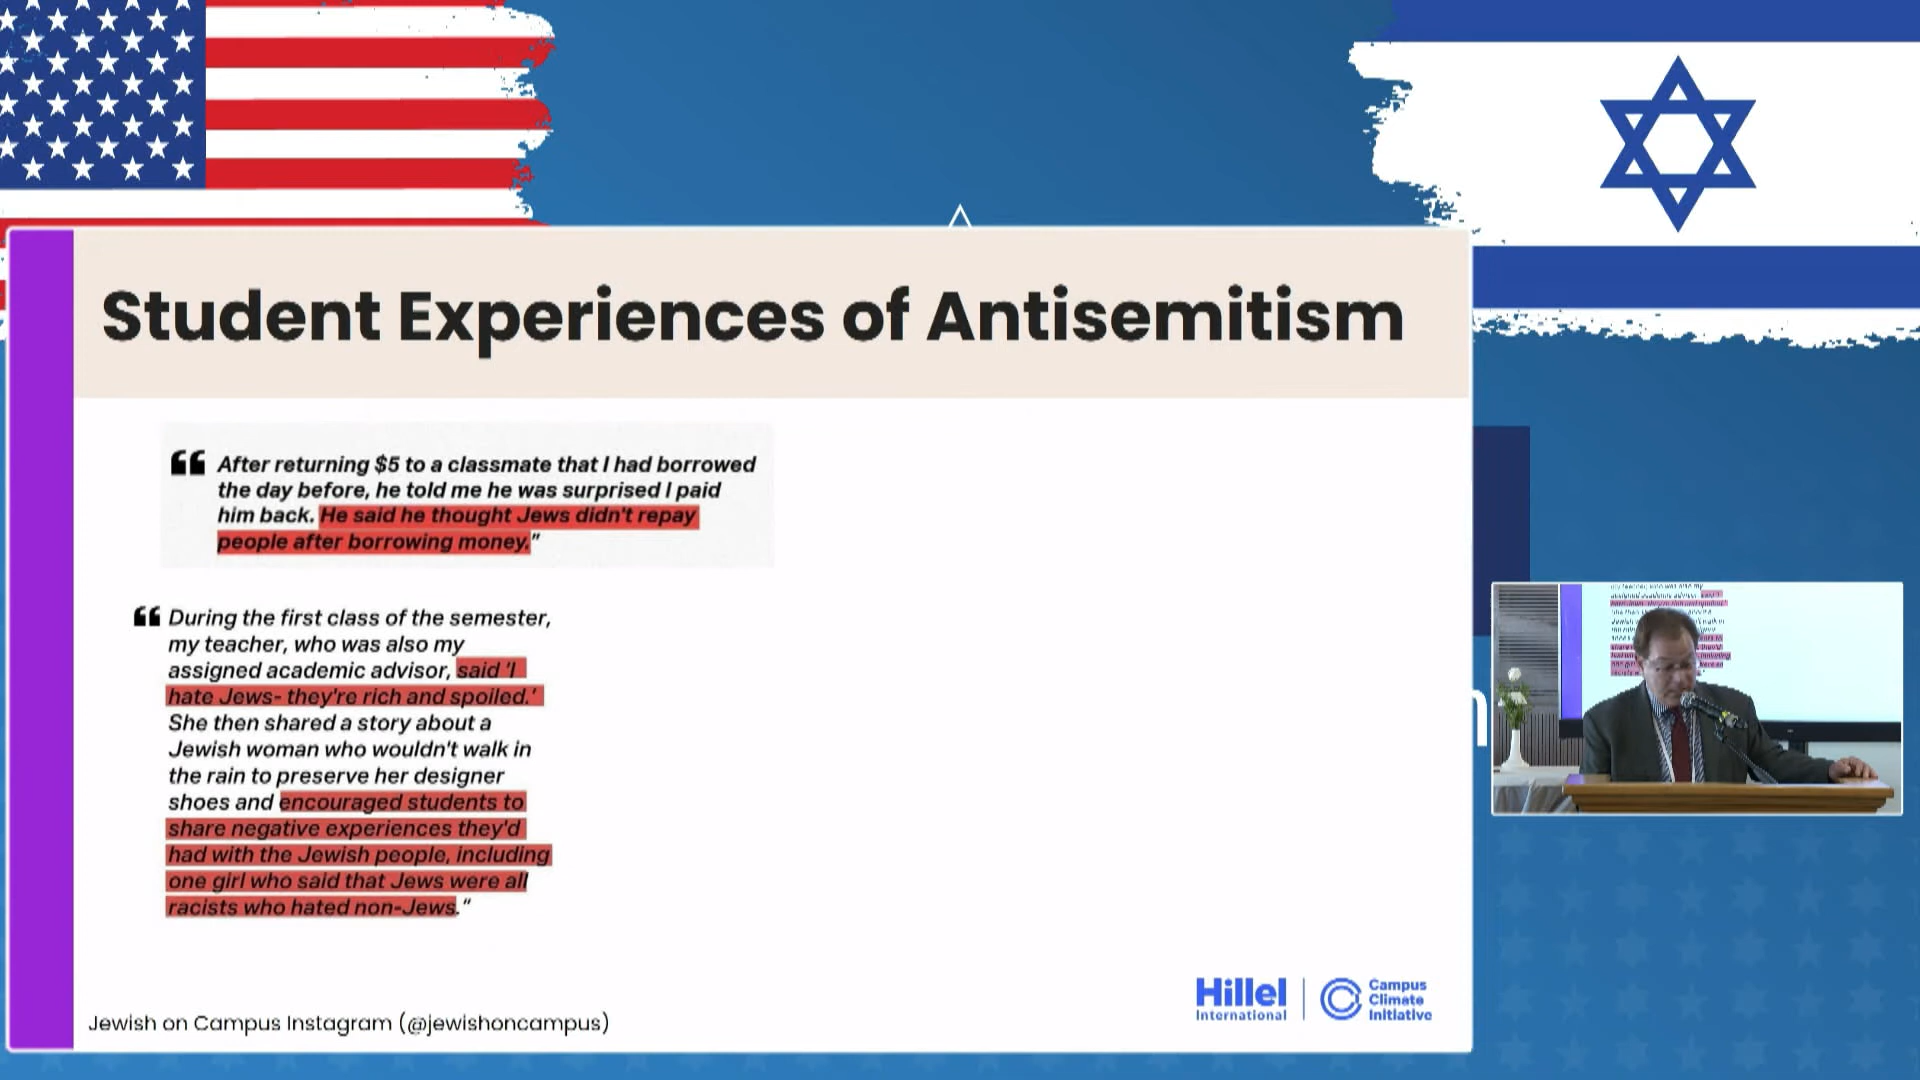 Student Experiences of Antisemitism
“ After returning $5 to a classmate that I had borrowed
the day before, he told me he was surprised I paid
him back. He said he thought Jews didn't repay
people after borrowing money.”
“ During the first class of the semester,
my teacher, who was also my
assigned academic advisor, said 'I
hate Jews- they're rich and spoiled.'
She then shared a story about a
Jewish woman who wouldn't walk in
the rain to preserve her designer
shoes and encouraged students to
share negative experiences they'd
had with the Jewish people, including
one girl who said that Jews were all
racists who hated non-Jews.“
Jewish on Campus Instagram (@jewishoncampus)
Hillel
International
Campus
Climate
Initiative